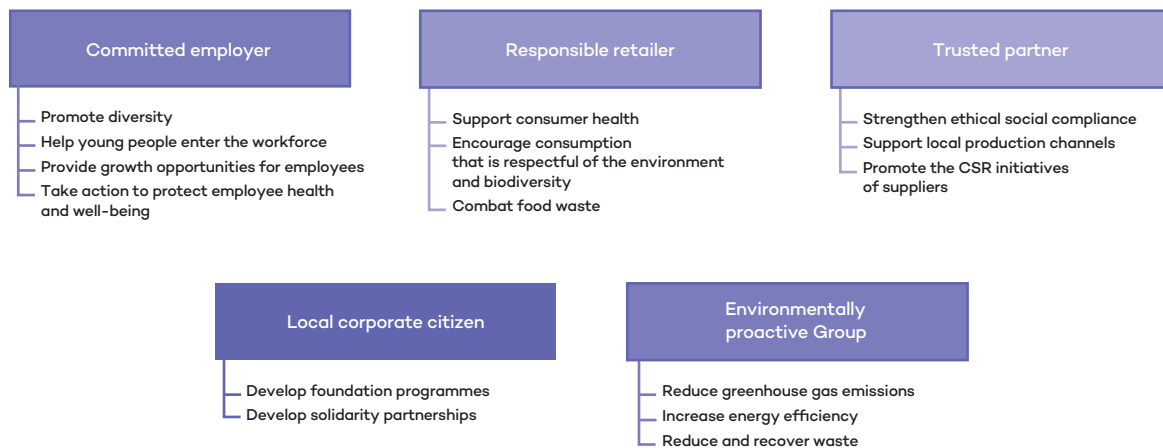 Committed employer
Promote diversity
Help young people enter the workforce
Provide growth opportunities for employees
Take action to protect employee health
and well-being
Responsible retailer
Support consumer health
Encourage consumption
that is respectful of the environment
and biodiversity
Combat food waste
Trusted partner
Strengthen ethical social compliance
Support local production channels
Promote the CSR initiatives
of suppliers
Local corporate citizen
Develop foundation programmes
Develop solidarity partnerships
Environmentally
proactive Group
Reduce greenhouse gas emissions
Increase energy efficiency
Reduce and recover waste